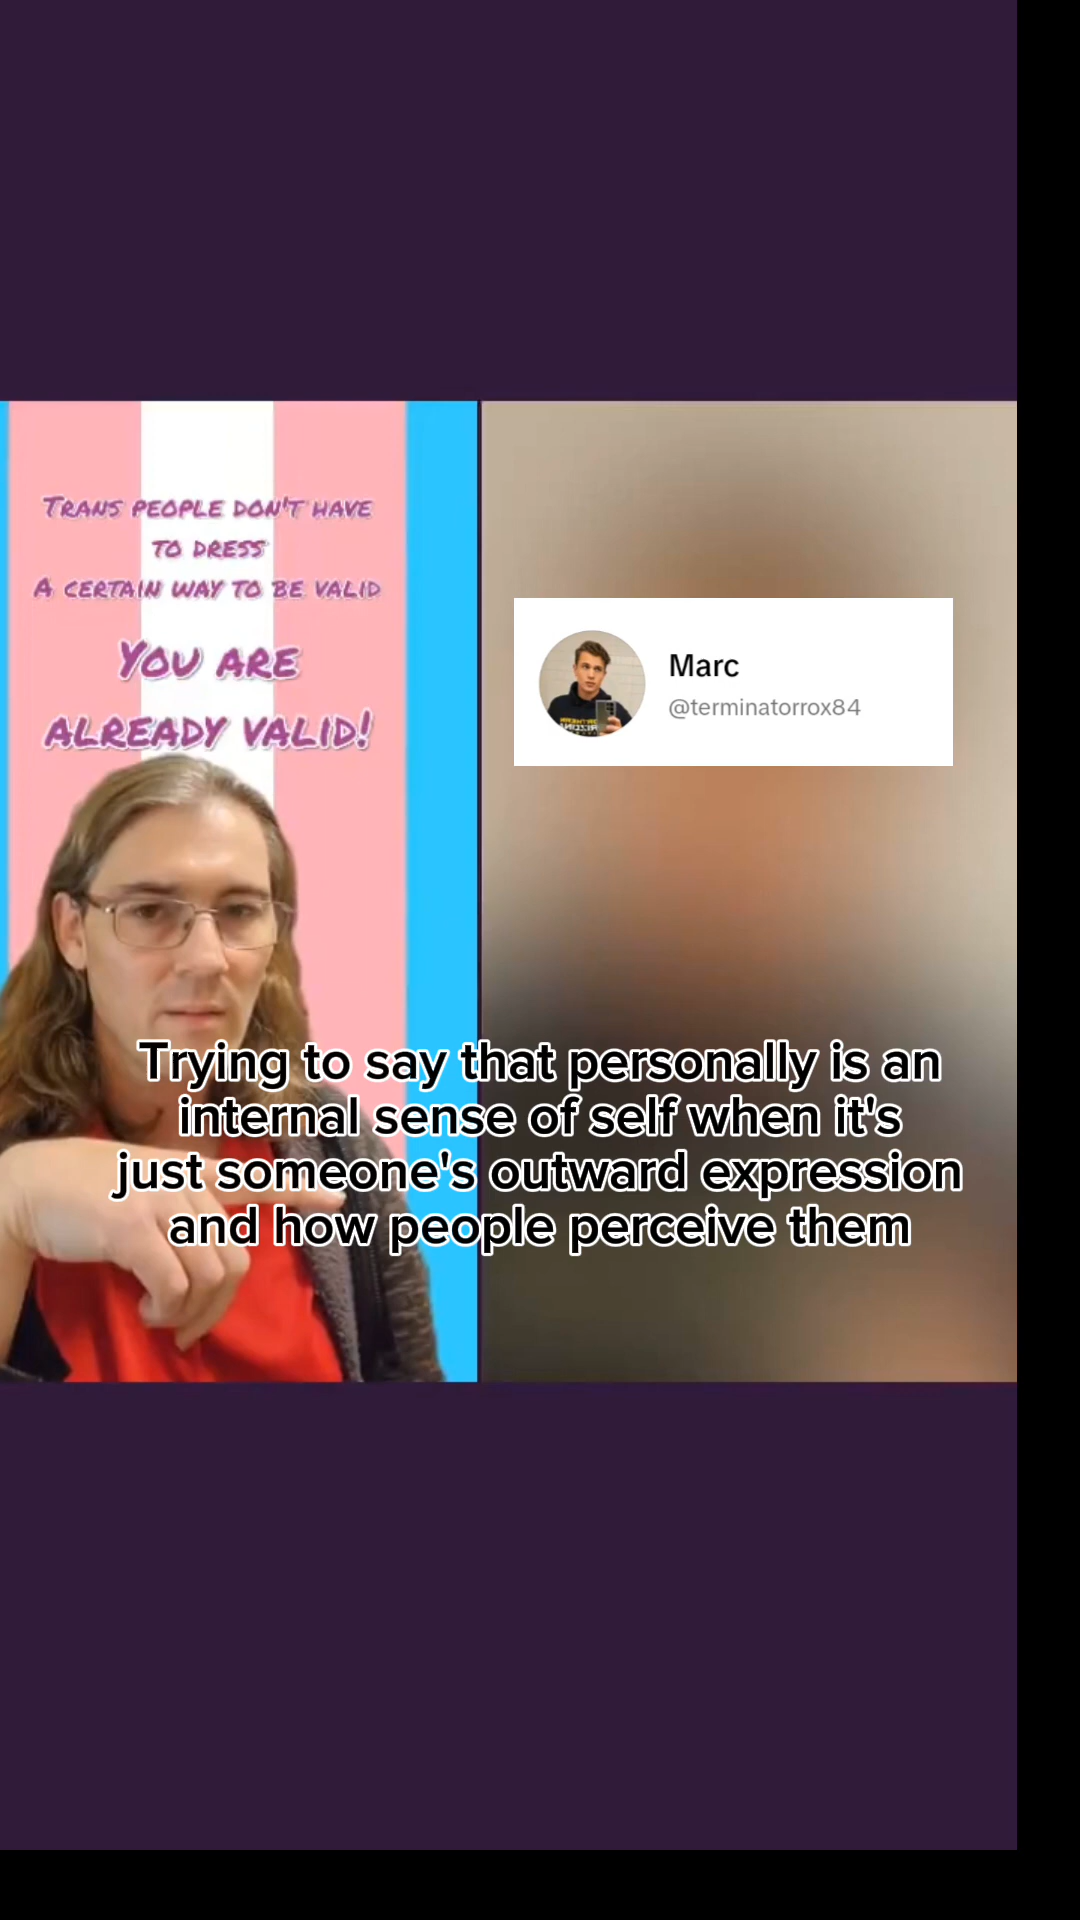 TRANS PEOPLE DON'T HAVE
TO DRESS
A CERTAIN WAY TO BE VALID
YOU ARE
ALREADY VALID!
Marc
@terminatorrox84
Trying to say that personally is an
internal sense of self when it's
just someone's outward expression
and how people perceive them